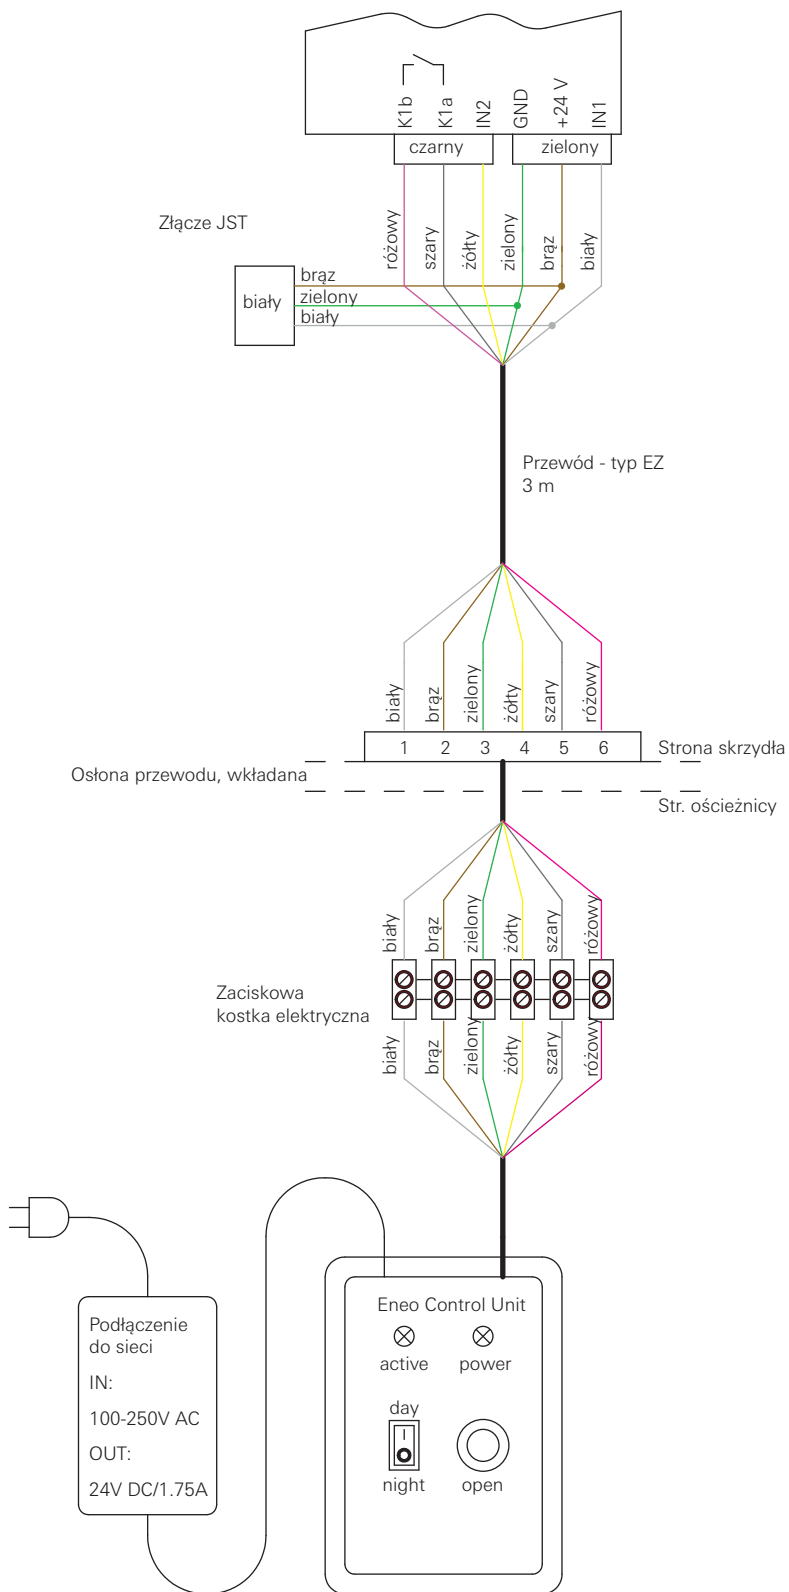 K1b
K1a
IN2
GND
+24 V
IN1
czarny
zielony
Złącze JST
różowy
szary
żółty
zielony
brąz
biały
biały
brąz
zielony
biały
Przewód - typ EZ
3 m
biały
brąz
zielony
żółty
szary
różowy
1 2 3 4 5 6
Strona skrzydła
Osłona przewodu, wkładana
Str. ościeżnicy
biały
brąz
zielony
żółty
szary
różowy
Zaciskowa
kostka elektryczna
biały
brąz
zielony
żółty
szary
różowy
Podłączenie
do sieci
IN:
100-250V AC
OUT:
24V DC/1.75A
Eneo Control Unit
active power
day
night open